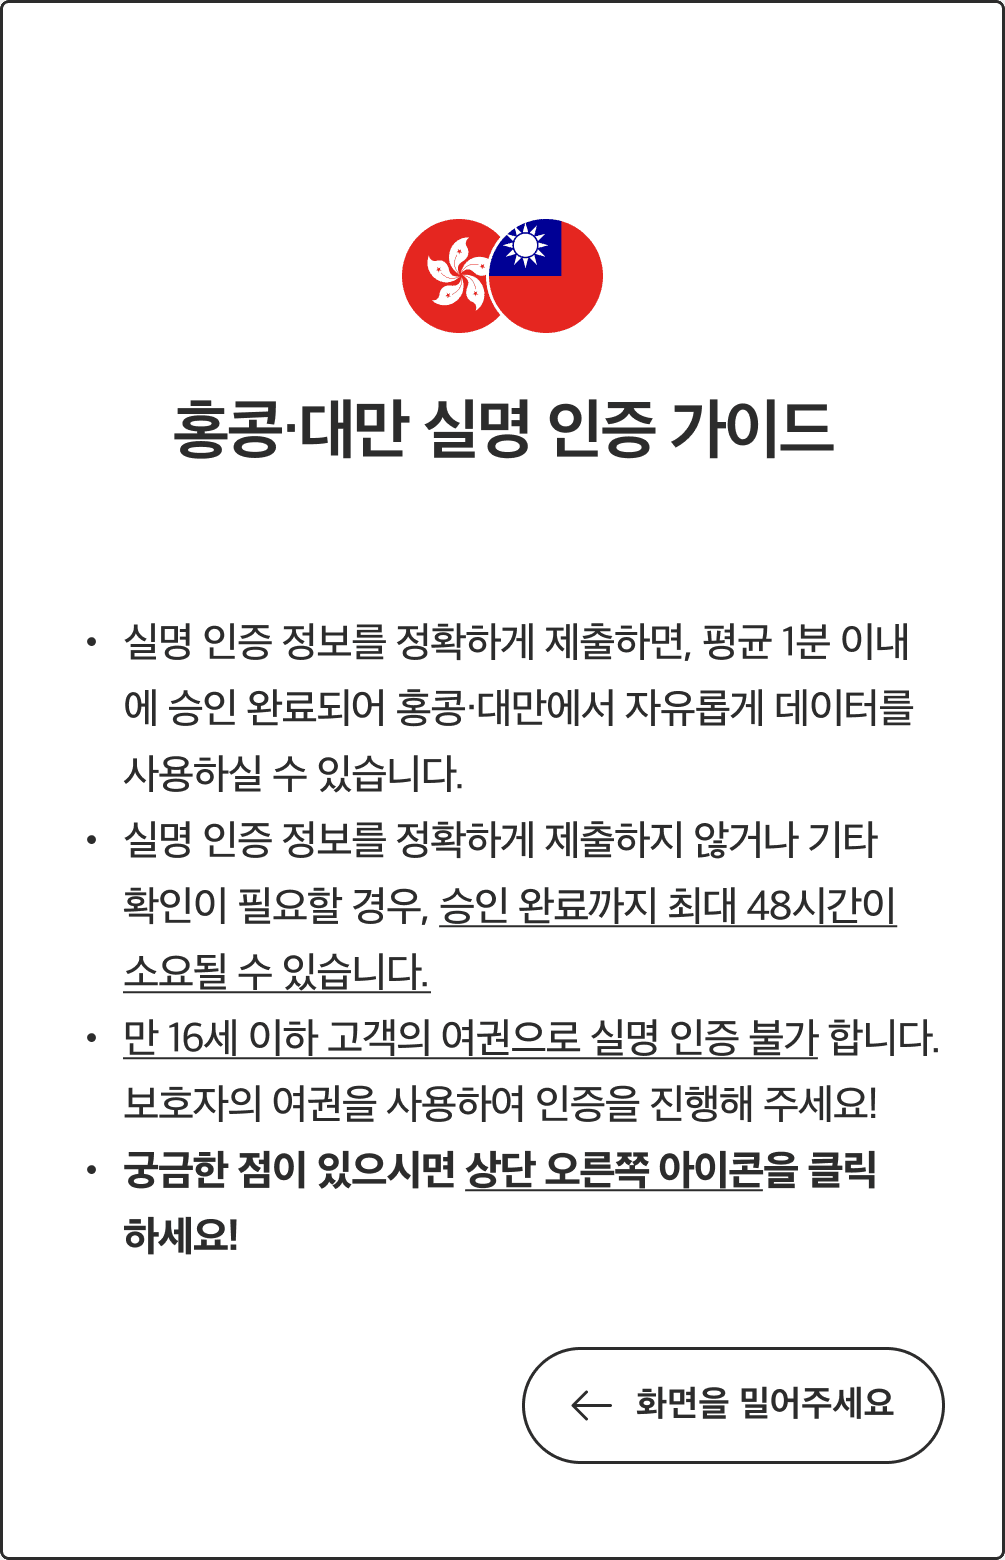 홍콩·대만 실명 인증 가이드
• 실명 인증 정보를 정확하게 제출하면, 평균 1분 이내
에 승인 완료되어 홍콩·대만에서 자유롭게 데이터를
사용하실 수 있습니다.
• 실명 인증 정보를 정확하게 제출하지 않거나 기타
확인이 필요할 경우, 승인 완료까지 최대 48시간이
소요될 수 있습니다.
• 만 16세 이하 고객의 여권으로 실명 인증 불가 합니다.
보호자의 여권을 사용하여 인증을 진행해 주세요!
• 궁금한 점이 있으시면 상단 오른쪽 아이콘을 클릭
하세요!
← 화면을 밀어주세요